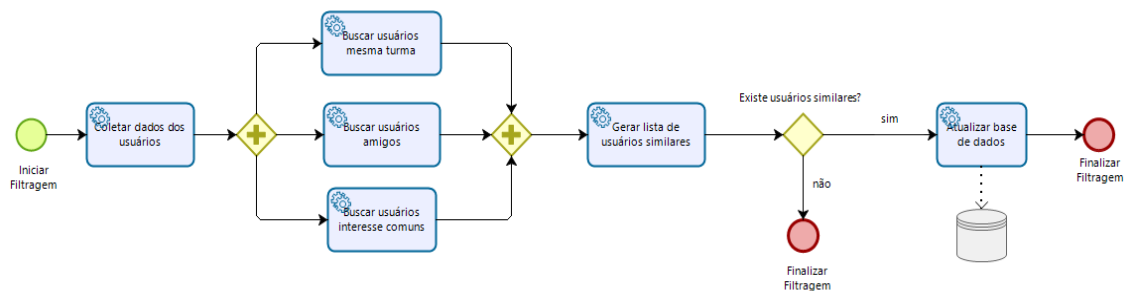 Iniciar
Filtragem
Coletar dados dos
usuários
Buscar usuários
mesma turma
Buscar usuários
amigos
Buscar usuários
interesse comuns
Gerar lista de
usuários similares
Existe usuários similares?
sim
não
Finalizar
Filtragem
Atualizar base
de dados
Finalizar
Filtragem